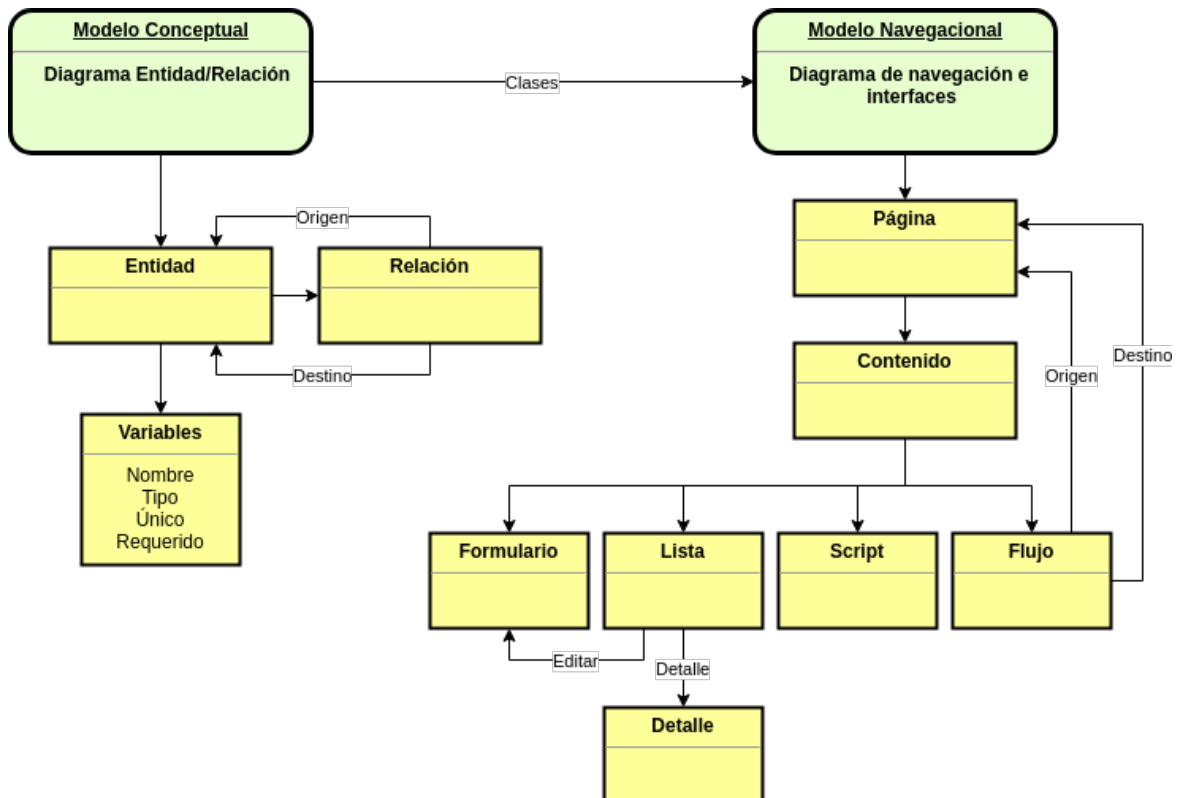 Modelo Conceptual
Diagrama Entidad/Relación
Clases
Modelo Navegacional
Diagrama de navegación e
interfaces
Origen
Entidad
Relación
Destino
Variables
Nombre
Tipo
Único
Requerido
Página
Contenido
Origen
Destino
Formulario
Lista
Script
Flujo
Editar
Detalle
Detalle